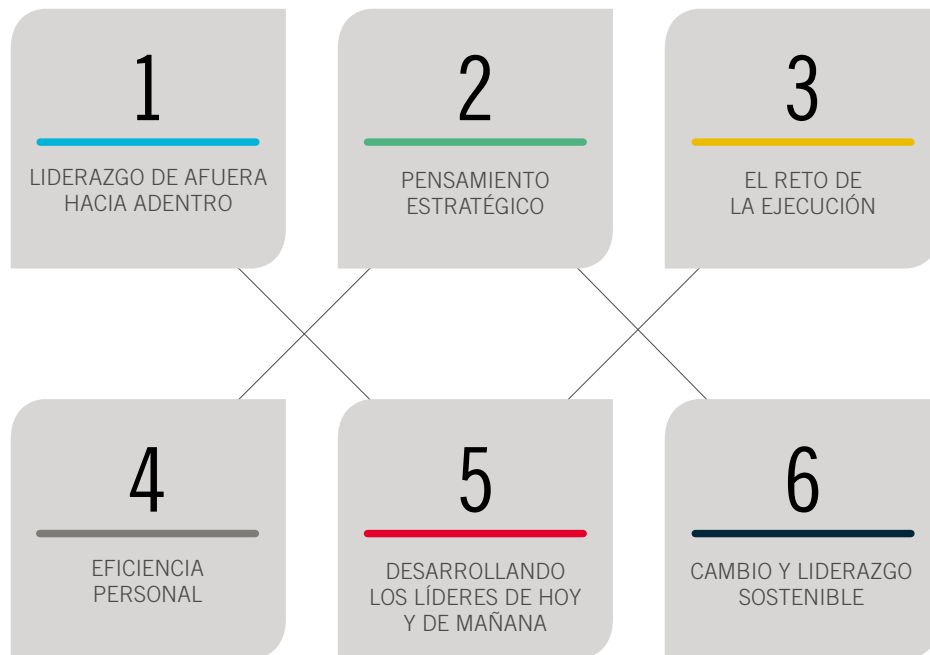 1
LIDERAZGO DE AFUERA
HACIA ADENTRO
2
PENSAMIENTO
ESTRATÉGICO
3
EL RETO DE
LA EJECUCIÓN
4
EFICIENCIA
PERSONAL
5
DESARROLLANDO
LOS LÍDERES DE HOY
Y DE MAÑANA
6
CAMBIO Y LIDERAZGO
SOSTENIBLE